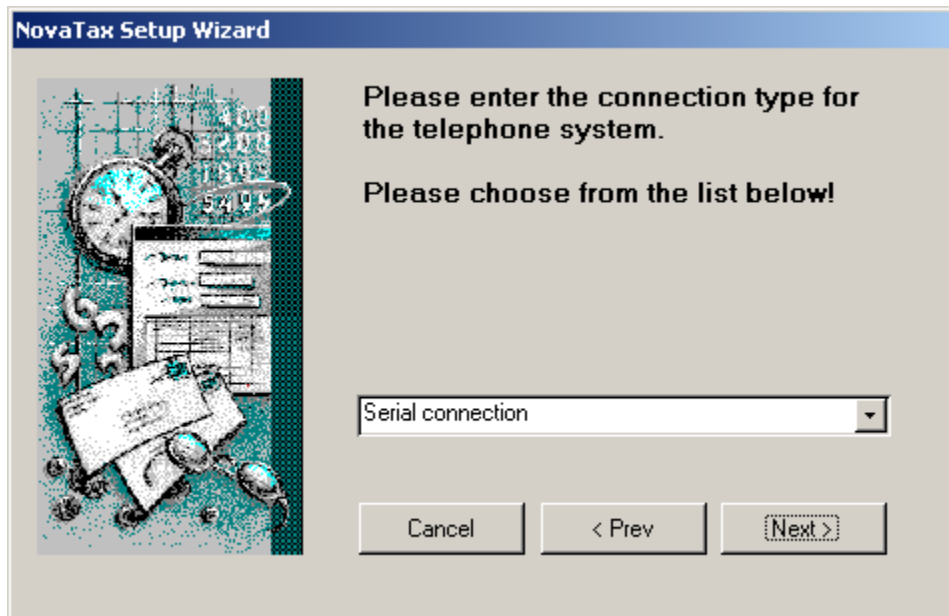 NovaTax Setup Wizard
Please enter the connection type for
the telephone system.
Please choose from the list below!
5495
Serial connection
Cancel
< Prev
Next >